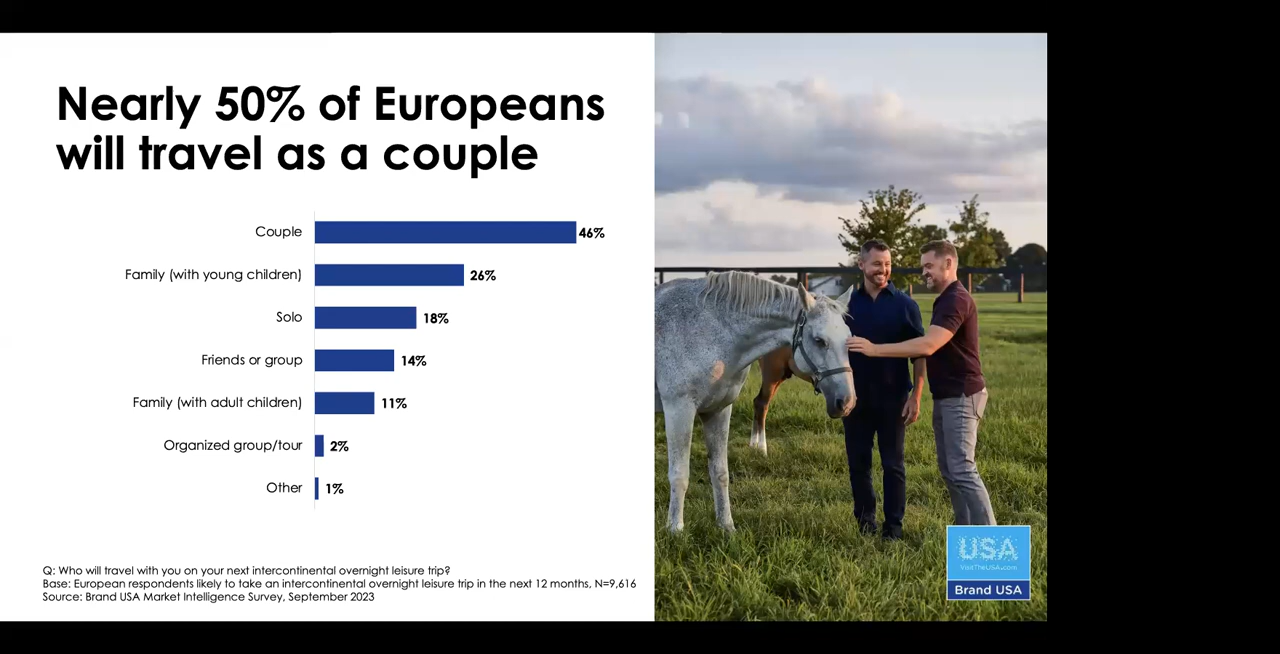 Nearly 50% of Europeans
will travel as a couple
Couple 46%
Family (with young children) 26%
Solo 18%
Friends or group 14%
Family (with adult children) 11%
Organized group/tour 2%
Other 1%
Q: Who will travel with you on your next intercontinental overnight leisure trip?
Base: European respondents likely to take an intercontinental overnight leisure trip in the next 12 months, N=9,616
Source: Brand USA Market Intelligence Survey, September 2023
USA
VisitTheUSA.com
Brand USA